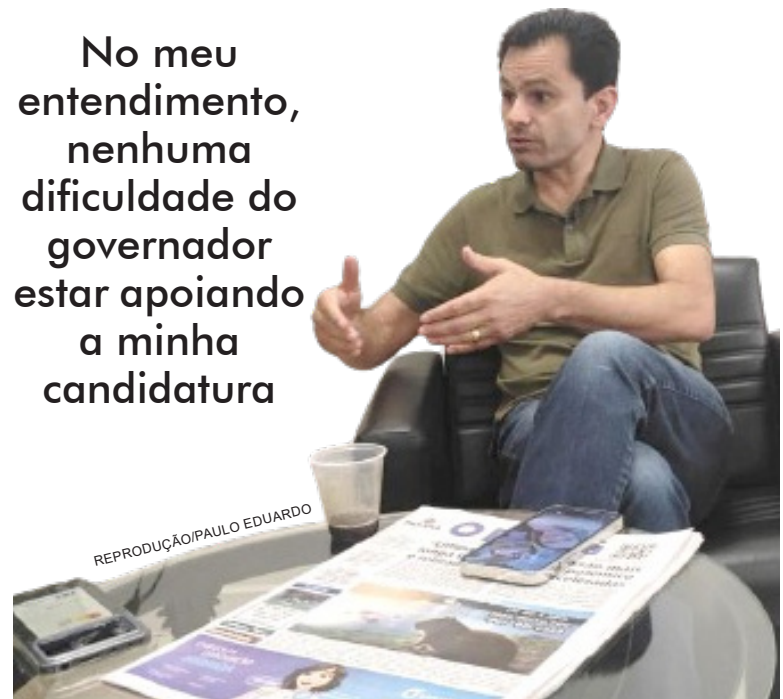 No meu
entendimento,
nenhuma
dificuldade do
governador
estar apoiando
a minha
candidatura
REPRODUÇÃO/PAULO EDUARDO